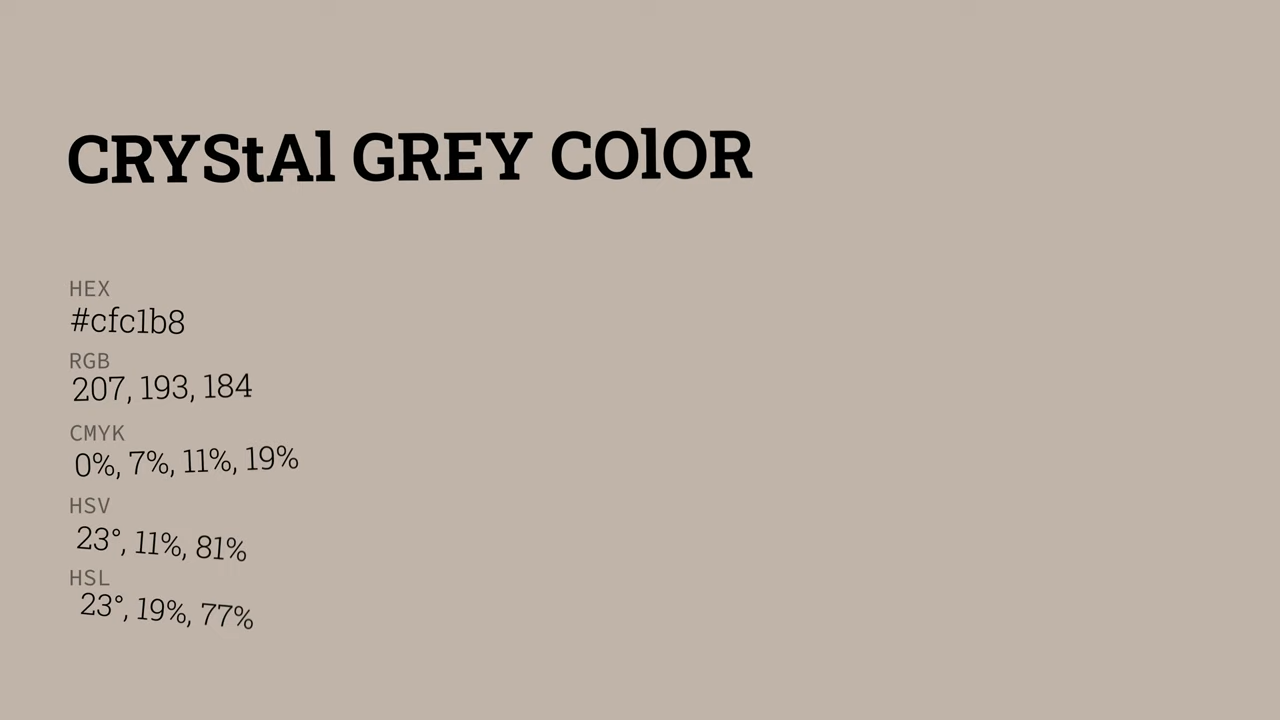 CRYStAl GREY COlOR
HEX
#cfc1b8
RGB
207, 193, 184
CMYK
0%, 7%, 11%, 19%
HSV
23°, 11%, 81%
HSL
23°, 19%, 77%